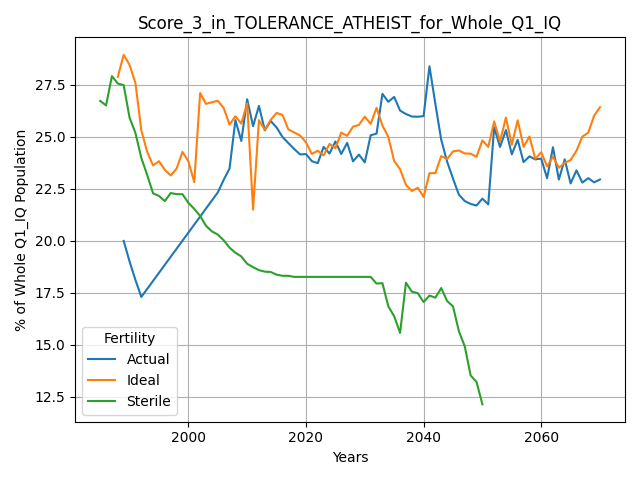 Score_3_in_TOLERANCE_ATHEIST_for_Whole_Q1_IQ
% of Whole Q1_IQ Population
27.5
25.0
22.5
20.0
17.5
15.0
12.5
Fertility
Actual
Ideal
Sterile
2000
2020
2040
2060
Years